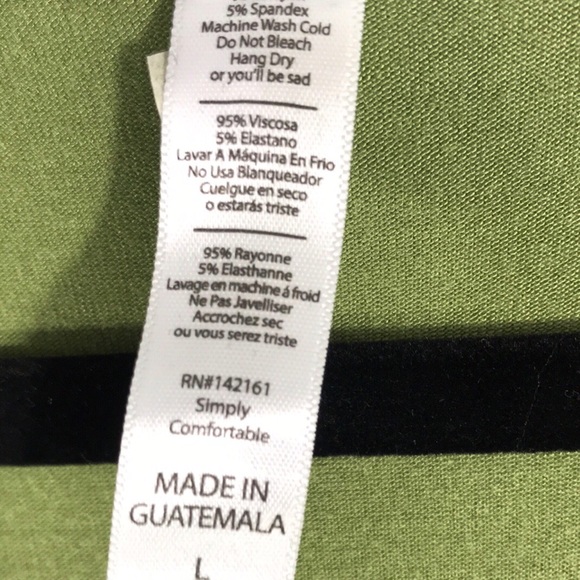 5% Spandex
Machine Wash Cold
Do Not Bleach
Hang Dry
or you'll be sad
95% Viscosa
5% Elastano
Lavar A Máquina En Frio
No Usa Blanqueador
Cuelgue en seco
o estarás triste
95% Rayonne
5% Elasthanne
Lavage en machine á froid
Ne Pas Javelliser
Accrochez sec
ou vous serez triste
RN#142161
Simply
Comfortable
MADE IN
GUATEMALA
L